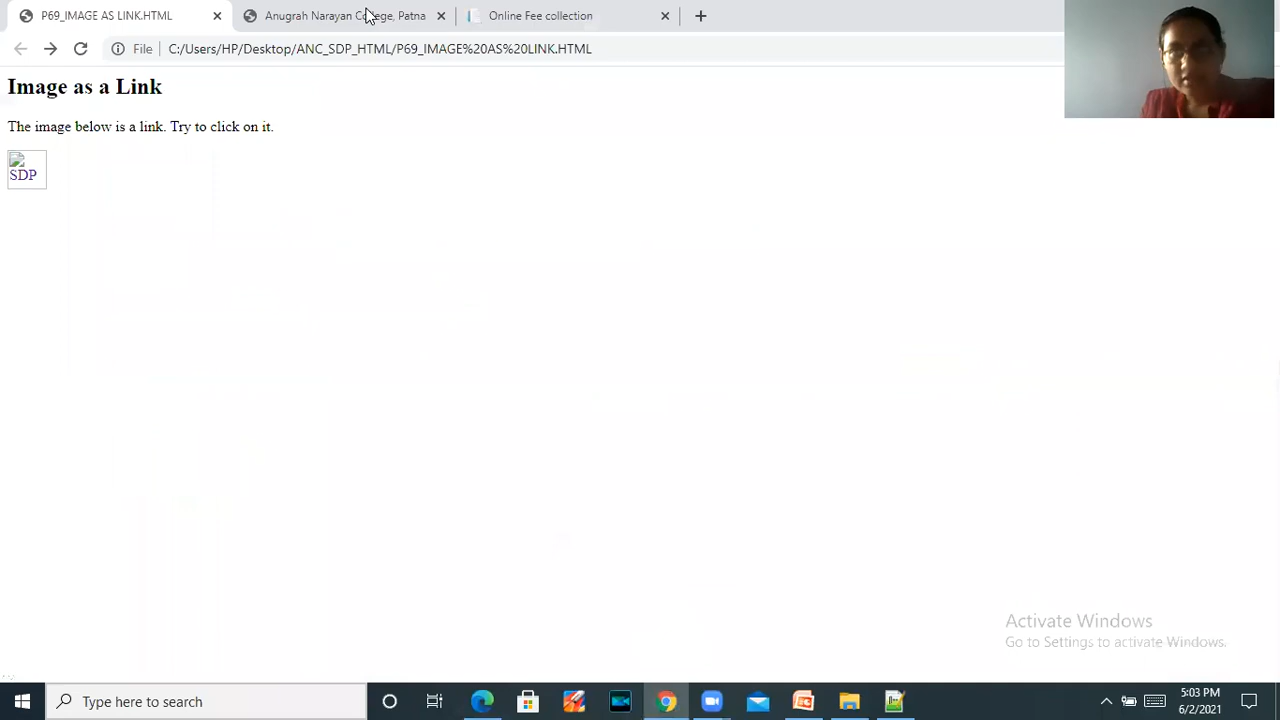 P69_IMAGE AS LINK.HTML
Anugrah Narayan College, Patna
Online Fee collection
File
C:/Users/HP/Desktop/ANC_SDP_HTML/P69_IMAGE%20AS%20LINK.HTML
Image as a Link
The image below is a link. Try to click on it.
SDP
Activate Windows
Go to Settings to activate Windows.
Type here to search
5:03 PM
6/2/2021